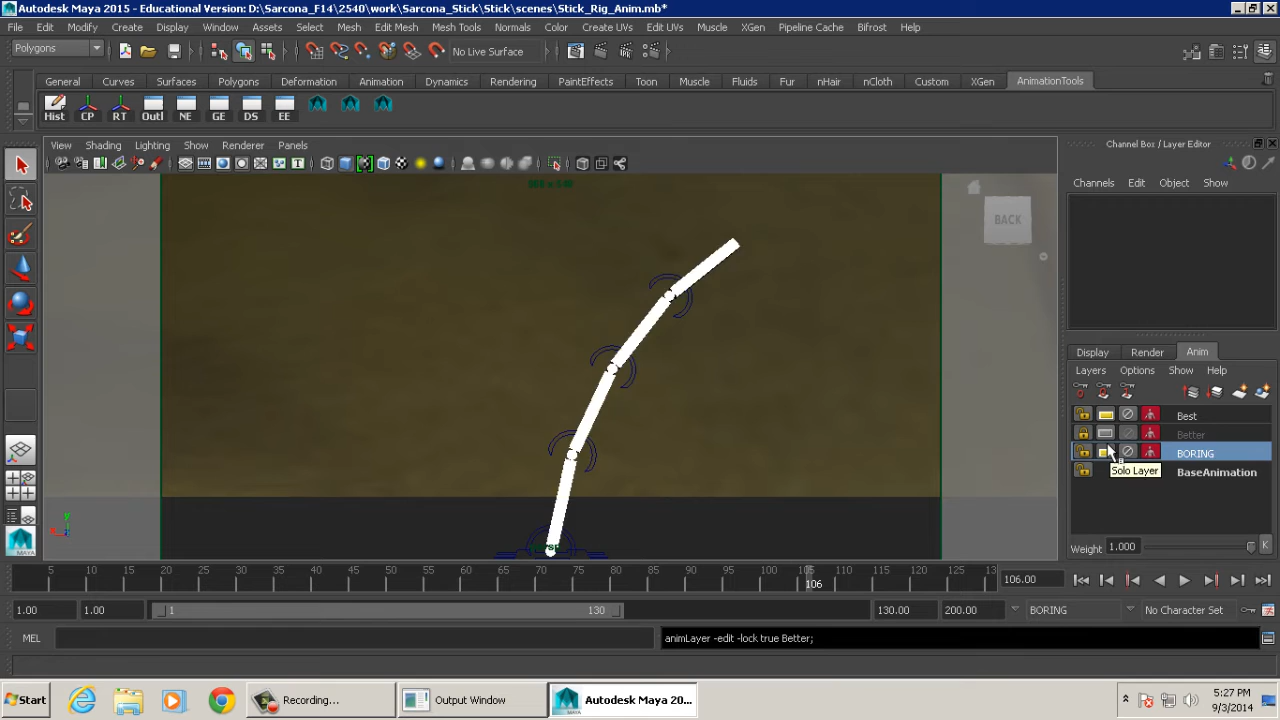 Autodesk Maya 2015 - Educational Version: D:\Sarcona_F14\2540\work\Sarcona_Stick\Stick\scenes\Stick_Rig_Anim.mb*
File Edit Modify Create Display Window Assets Select Mesh Edit Mesh Mesh Tools Normals Color Create UVs Edit UVs Muscle XGen Pipeline Cache Bifrost Help
Polygons No Live Surface
General Curves Surfaces Polygons Deformation Animation Dynamics Rendering PaintEffects Toon Muscle Fluids Fur nHair nCloth Custom XGen AnimationTools
Hist CP RT Outl NE GE DS EE
View Shading Lighting Show Renderer Panels
Channel Box / Layer Editor
Channels Edit Object Show
BACK
Display Render Anim
Layers Options Show Help
Best
Better
BORING
Solo Layer
BaseAnimation
persp
Weight 1.000 K
5 10 15 20 25 30 35 40 45 50 55 60 65 70 75 80 85 90 95 100 105 110 115 120 125 13
106
106.00
1.00 1.00 1 130 130.00 200.00 BORING No Character Set
MEL animLayer -edit -lock true Better;
Start Recording... Output Window Autodesk Maya 20...
5:27 PM
9/3/2014